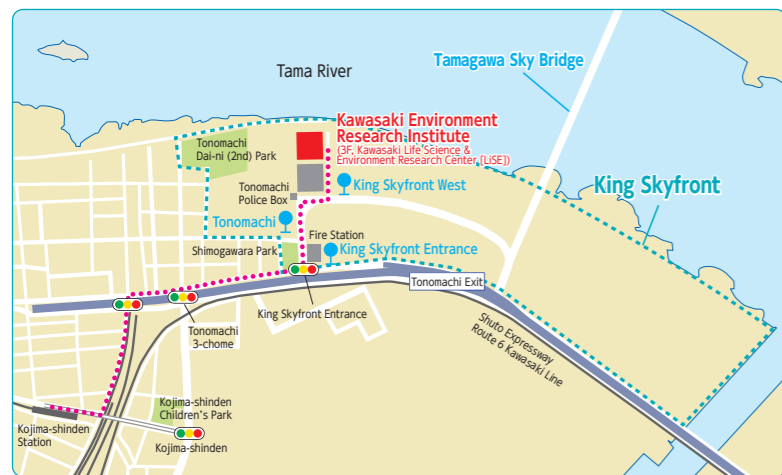 Tama River
Tamagawa Sky Bridge
Kawasaki Environment
Research Institute
(3F, Kawasaki Life Science &
Environment Research Center [LiSE])
Tonomachi
Dai-ni (2nd) Park
Tonomachi
Police Box
King Skyfront West
King Skyfront
Tonomachi
Fire Station
Shimogawara Park
King Skyfront Entrance
Tonomachi Exit
King Skyfront Entrance
Tonomachi
3-chome
Shuto Expressway
Route 6 Kawasaki Line
Kojima-shinden
Children's Park
Kojima-shinden
Station
Kojima-shinden